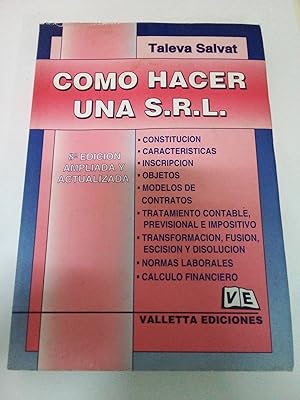 Taleva Salvat
COMO HACER
UNA S.R.L.
8ª EDICION
AMPLIADA Y
ACTUALIZADA
• CONSTITUCION
• CARACTERISTICAS
• INSCRIPCION
• OBJETOS
• MODELOS DE
CONTRATOS
• TRATAMIENTO CONTABLE,
PREVISIONAL E IMPOSITIVO
• TRANSFORMACION, FUSION,
ESCISION Y DISOLUCION
• NORMAS LABORALES
• CALCULO FINANCIERO
VE
VALLETTA EDICIONES